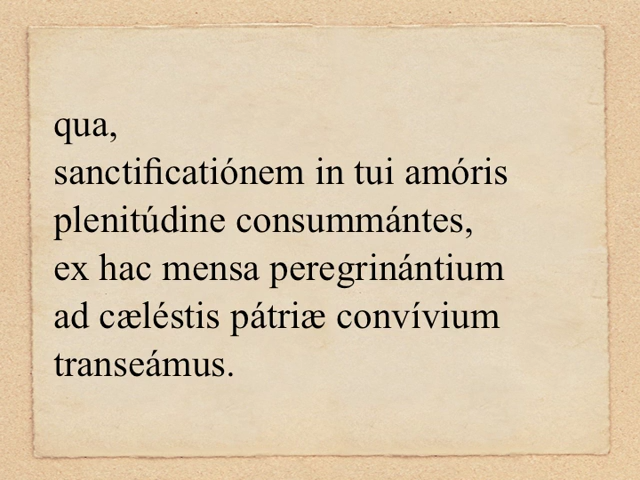 qua,
sanctificatiónem in tui amóris
plenitúdine consummántes,
ex hac mensa peregrinántium
ad cæléstis pátriæ convívium
transeámus.